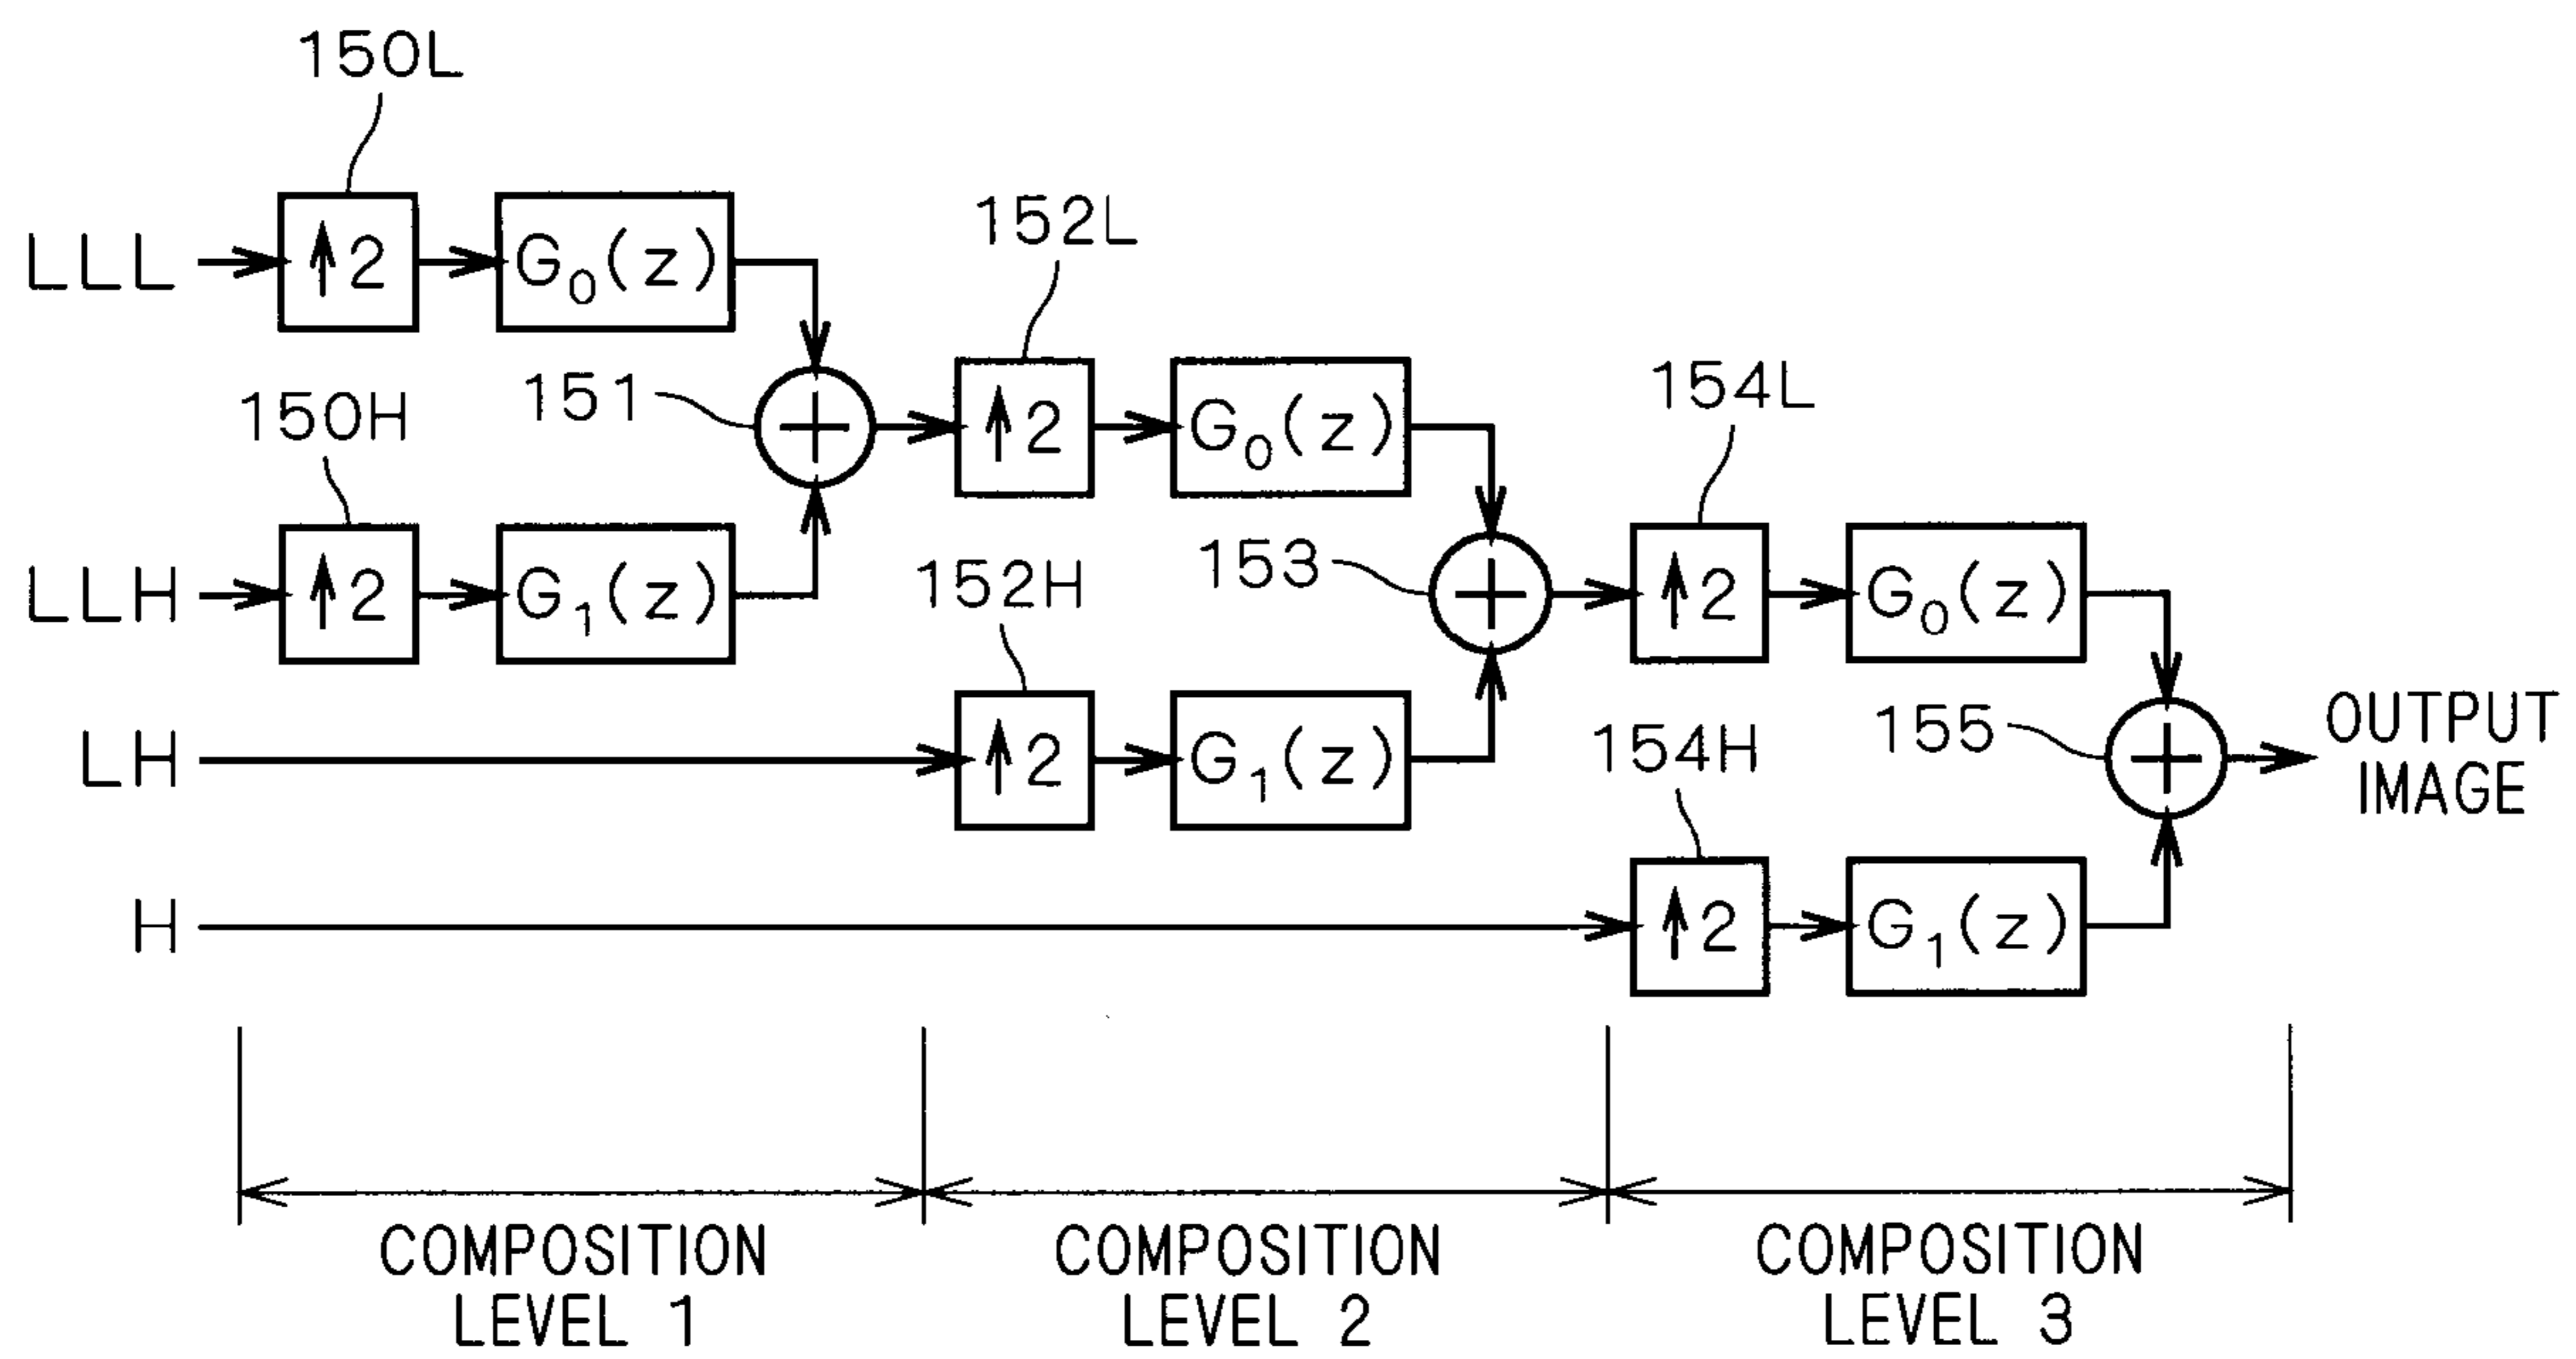 150L
LLL
↑2
G₀(z)
150H
151
LLH
↑2
G₁(z)
152L
↑2
G₀(z)
152H
153
LH
↑2
G₁(z)
154L
↑2
G₀(z)
154H
155
H
↑2
G₁(z)
OUTPUT
IMAGE
COMPOSITION
LEVEL 1
COMPOSITION
LEVEL 2
COMPOSITION
LEVEL 3